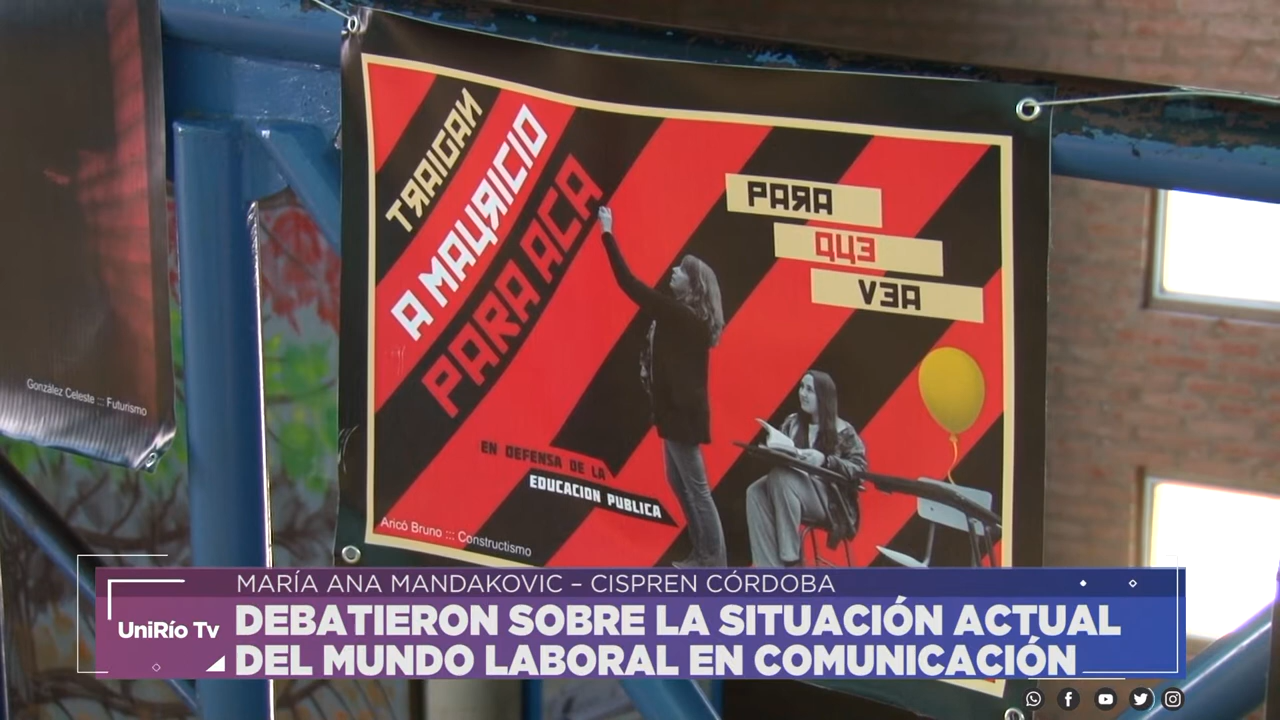 TRAIGAN
A MAURICIO
PARA ACA
PARA
QUE
VEA
EN DEFENSA DE LA
EDUCACION PUBLICA
Aricó Bruno ::: Constructismo
González Celeste ::: Futurismo
MARÍA ANA MANDAKOVIC – CISPREN CÓRDOBA
UniRío Tv
DEBATIERON SOBRE LA SITUACIÓN ACTUAL
DEL MUNDO LABORAL EN COMUNICACIÓN